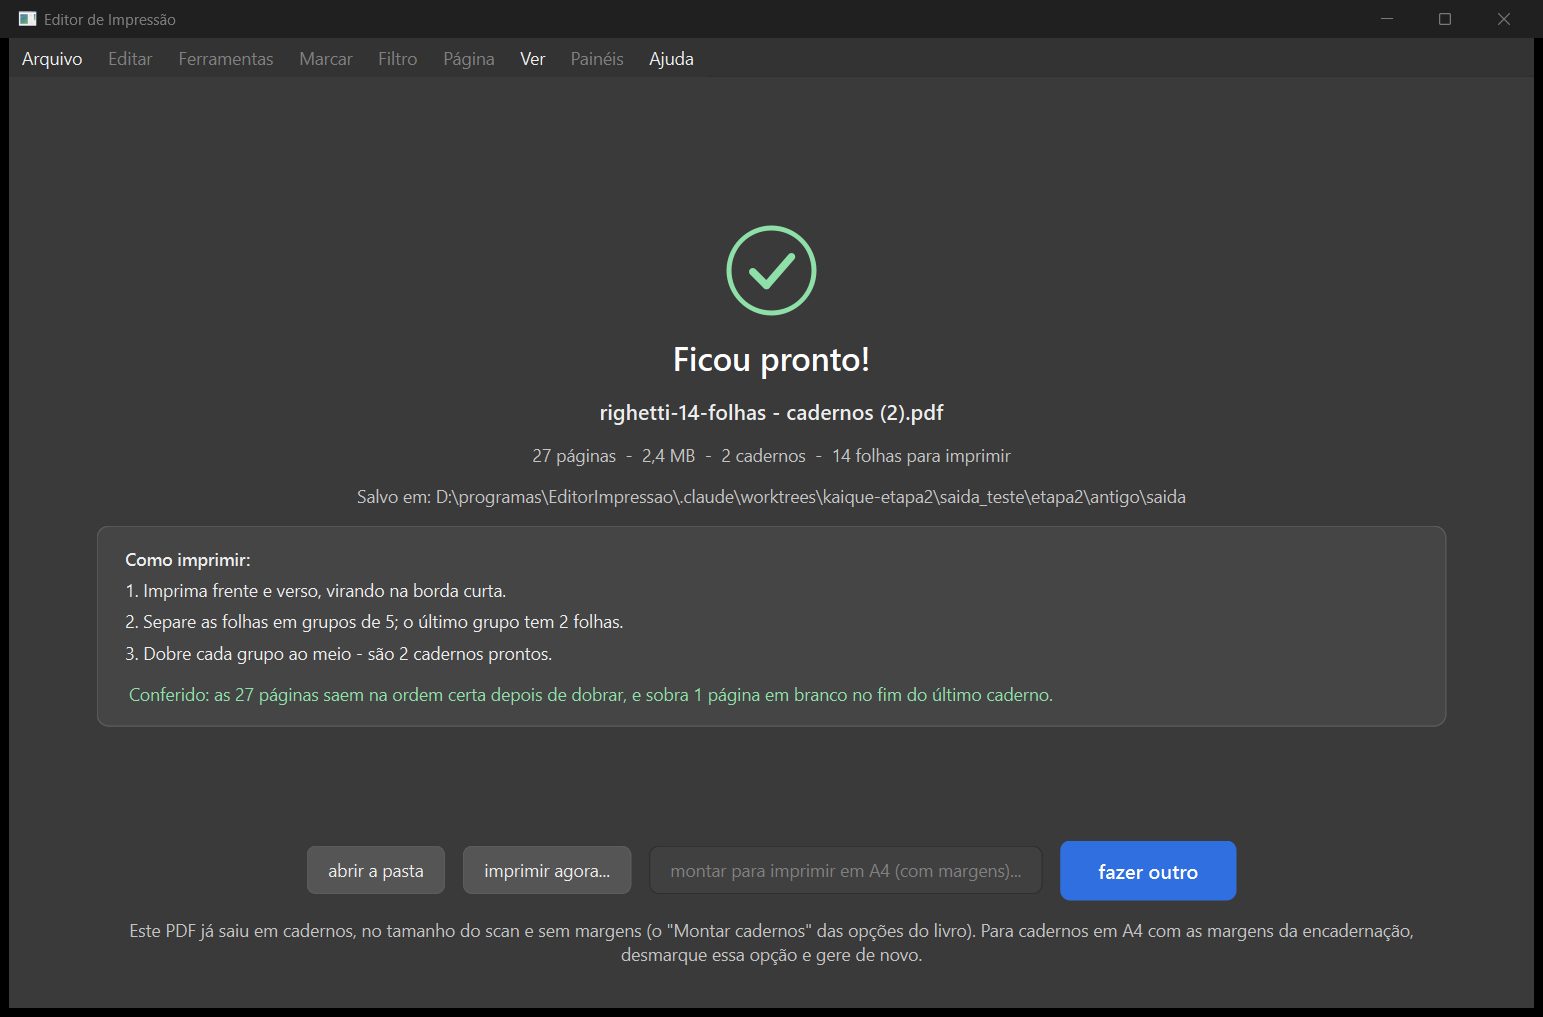 Editor de Impressão
Arquivo Editar Ferramentas Marcar Filtro Página Ver Painéis Ajuda
Ficou pronto!
righetti-14-folhas - cadernos (2).pdf
27 páginas - 2,4 MB - 2 cadernos - 14 folhas para imprimir
Salvo em: D:\programas\EditorImpressao\.claude\worktrees\kaique-etapa2\saida_teste\etapa2\antigo\saida
Como imprimir:
1. Imprima frente e verso, virando na borda curta.
2. Separe as folhas em grupos de 5; o último grupo tem 2 folhas.
3. Dobre cada grupo ao meio - são 2 cadernos prontos.
Conferido: as 27 páginas saem na ordem certa depois de dobrar, e sobra 1 página em branco no fim do último caderno.
abrir a pasta imprimir agora... montar para imprimir em A4 (com margens)... fazer outro
Este PDF já saiu em cadernos, no tamanho do scan e sem margens (o "Montar cadernos" das opções do livro). Para cadernos em A4 com as margens da encadernação,
desmarque essa opção e gere de novo.